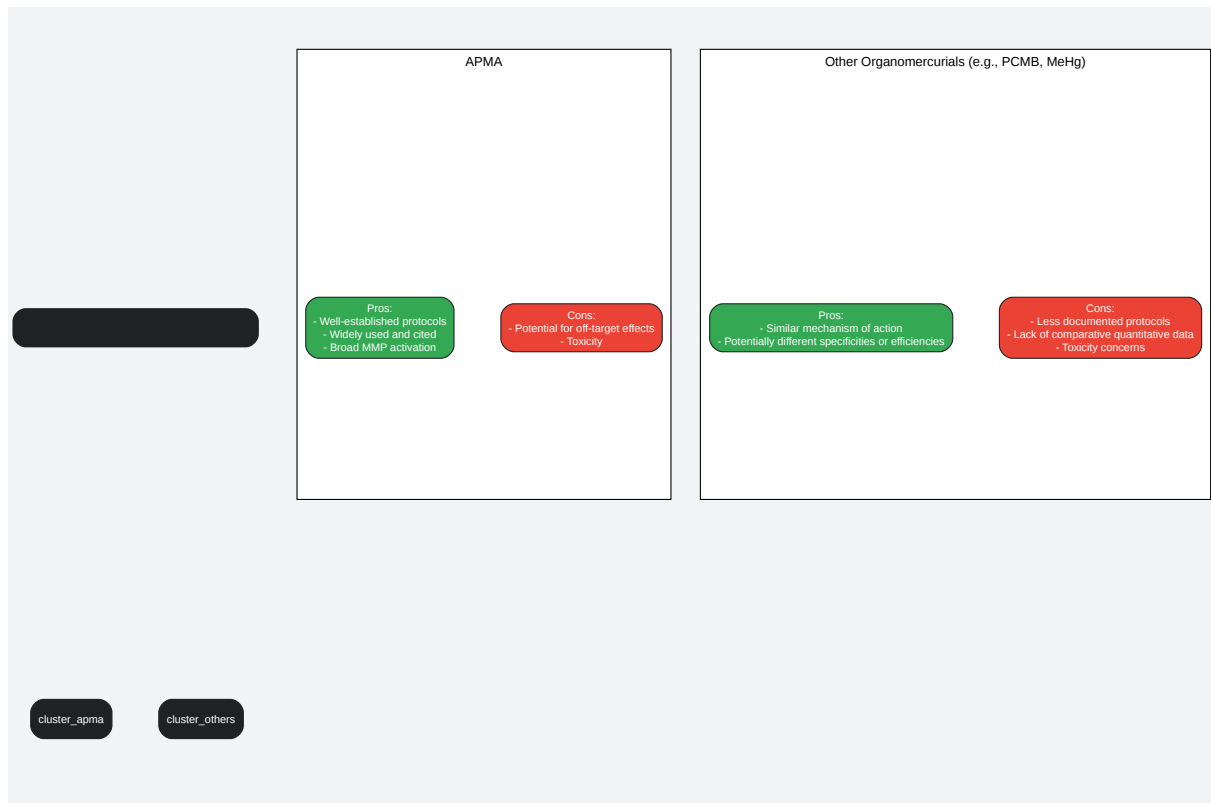 APMA
Pros:
- Well-established protocols
- Widely used and cited
- Broad MMP activation
Cons:
- Potential for off-target effects
- Toxicity
Other Organomercurials (e.g., PCMB, MeHg)
Pros:
- Similar mechanism of action
- Potentially different specificities or efficiencies
Cons:
- Less documented protocols
- Lack of comparative quantitative data
- Toxicity concerns
cluster_apma
cluster_others